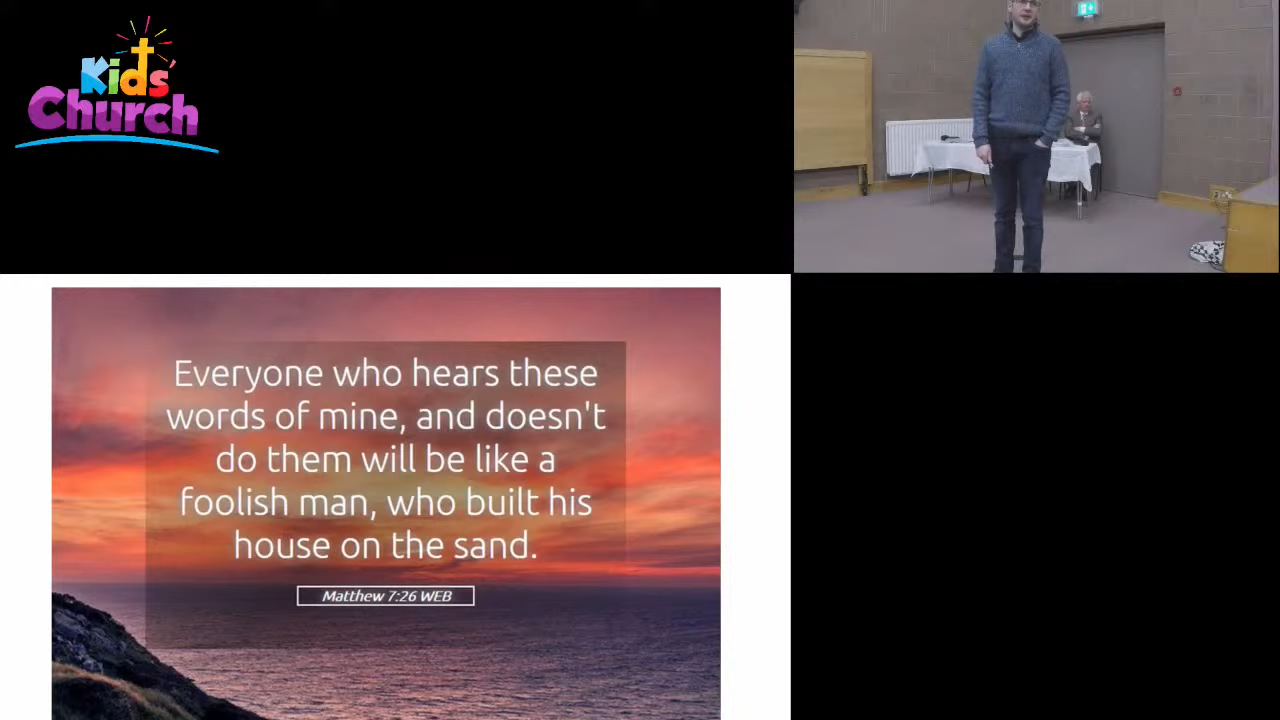 Kids'
Church
Everyone who hears these
words of mine, and doesn't
do them will be like a
foolish man, who built his
house on the sand.
Matthew 7:26 WEB